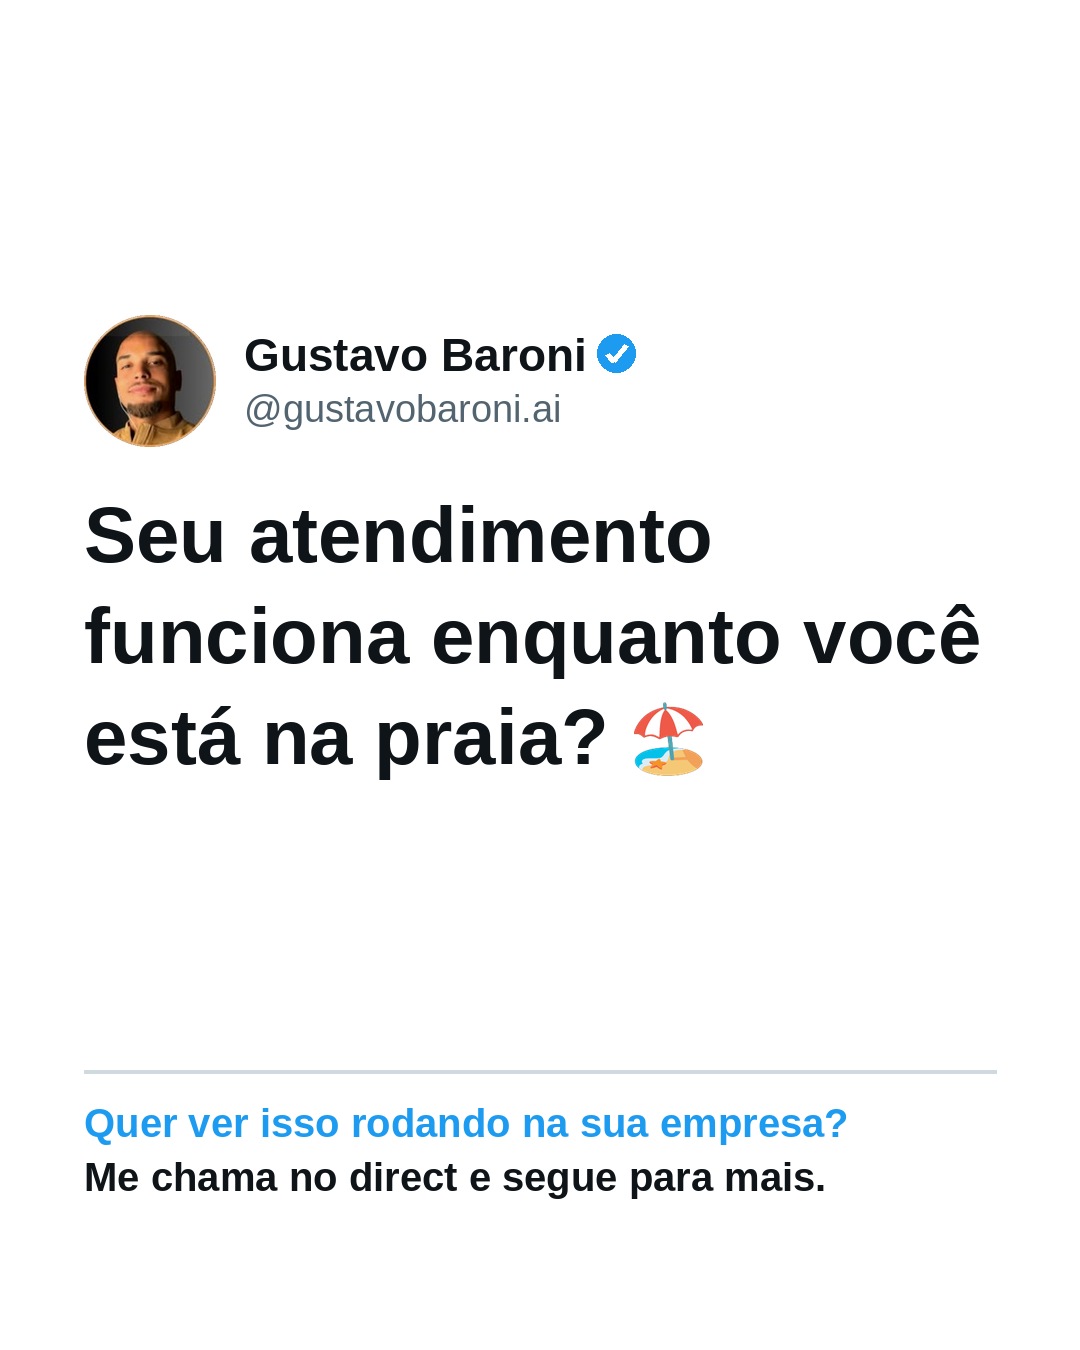 Gustavo Baroni
@gustavobaroni.ai
Seu atendimento
funciona enquanto você
está na praia? 🏖️
Quer ver isso rodando na sua empresa?
Me chama no direct e segue para mais.